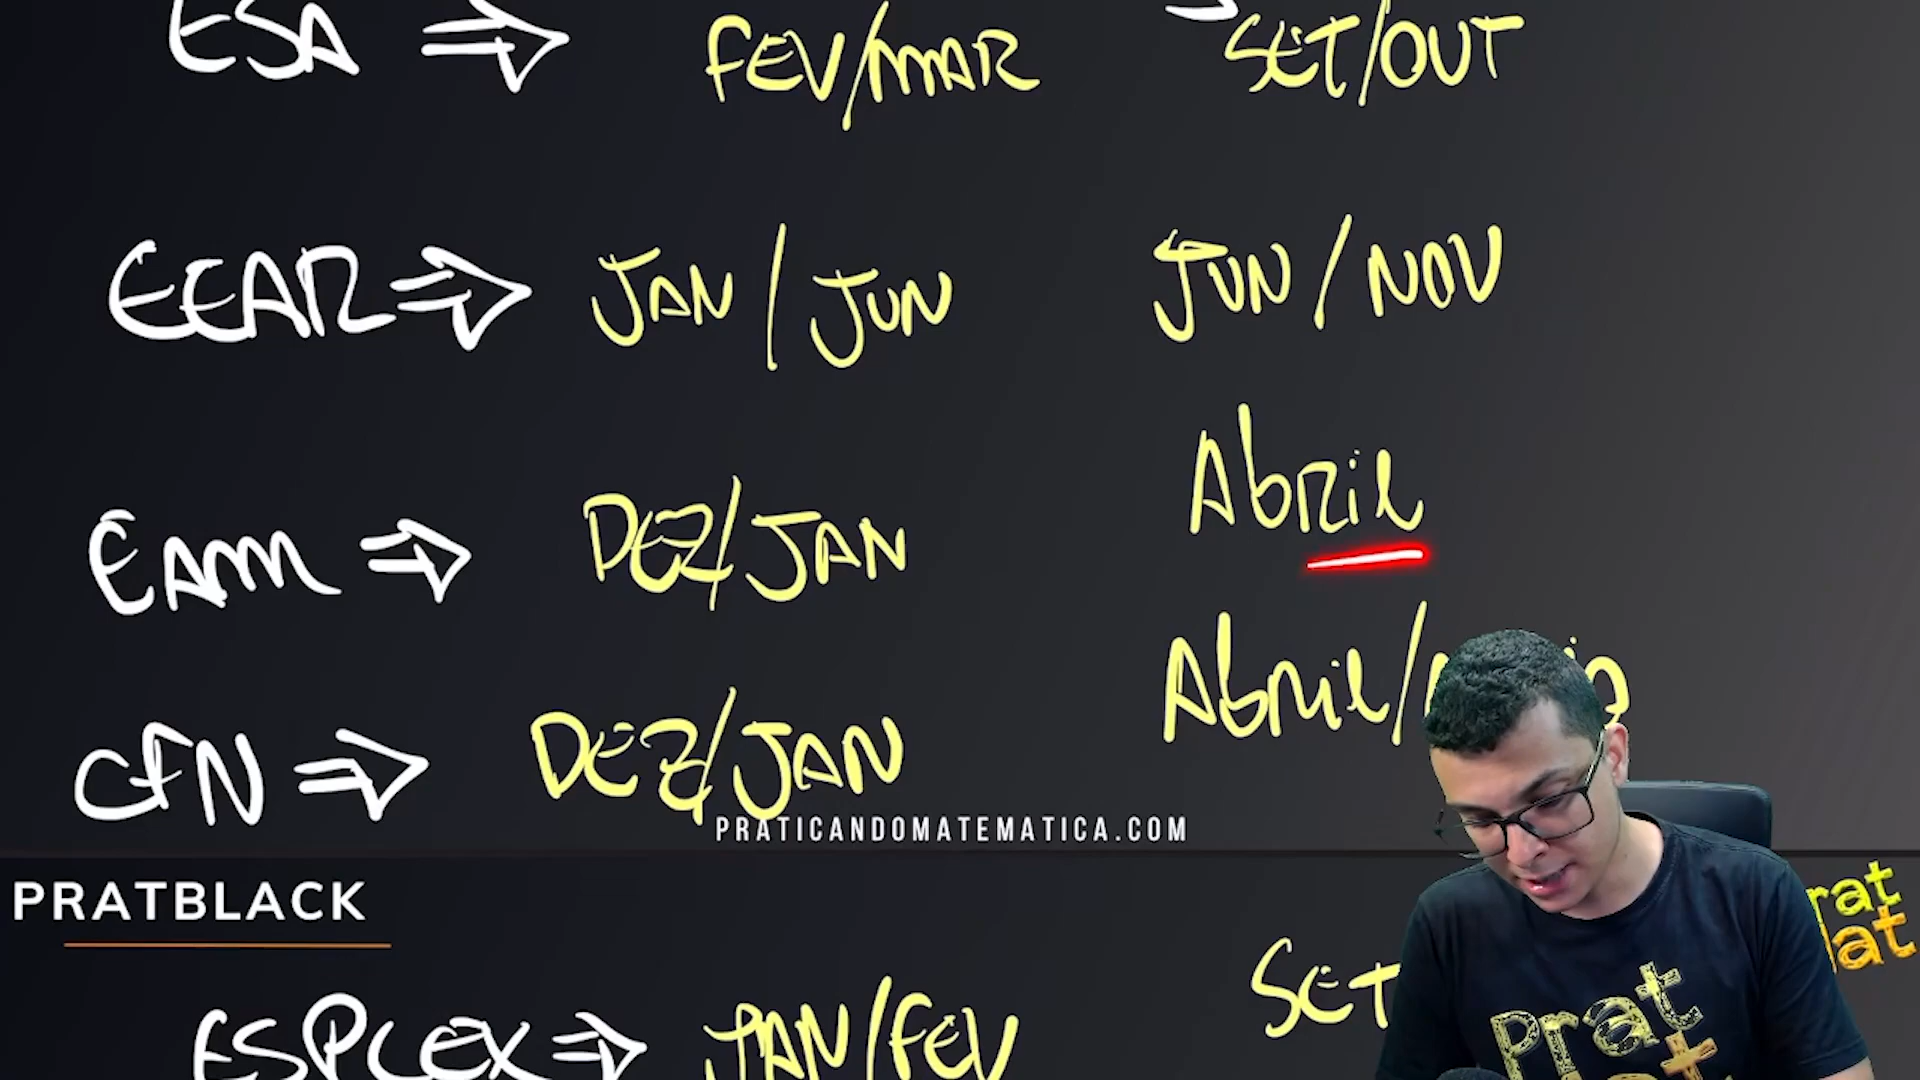 ESA ⇒ FEV/MAR SET/OUT
EEAR ⇒ JAN / JUN JUN / NOV
EAM ⇒ DEZ/JAN Abril
CFN ⇒ DEZ/JAN Abril/
PRATICANDOMATEMATICA.COM
PRATBLACK
ESPCEX ⇒ JAN/FEV SET
Prat